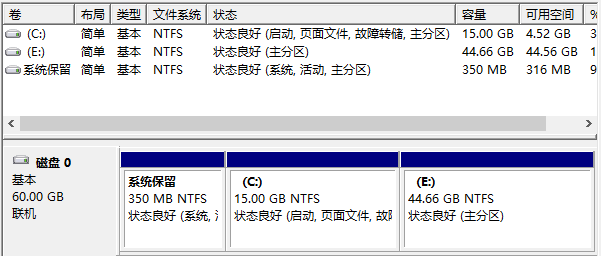 卷 布局 类型 文件系统 状态 容量 可用空间 %
(C:) 简单 基本 NTFS 状态良好 (启动, 页面文件, 故障转储, 主分区) 15.00 GB 4.52 GB 3
(E:) 简单 基本 NTFS 状态良好 (主分区) 44.66 GB 44.56 GB 1
系统保留 简单 基本 NTFS 状态良好 (系统, 活动, 主分区) 350 MB 316 MB 9
磁盘 0
基本
60.00 GB
联机
系统保留
350 MB NTFS
状态良好 (系统,
(C:)
15.00 GB NTFS
状态良好 (启动, 页面文件, 故
(E:)
44.66 GB NTFS
状态良好 (主分区)